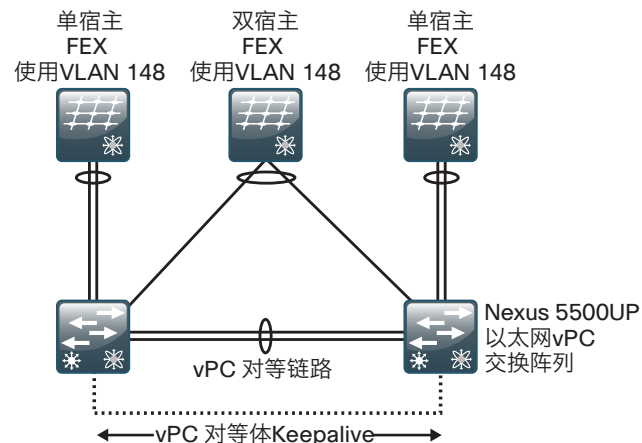 单宿主
FEX
使用VLAN 148
双宿主
FEX
使用VLAN 148
单宿主
FEX
使用VLAN 148
Nexus 5500UP
以太网vPC
交换阵列
vPC 对等链路
vPC 对等体Keepalive